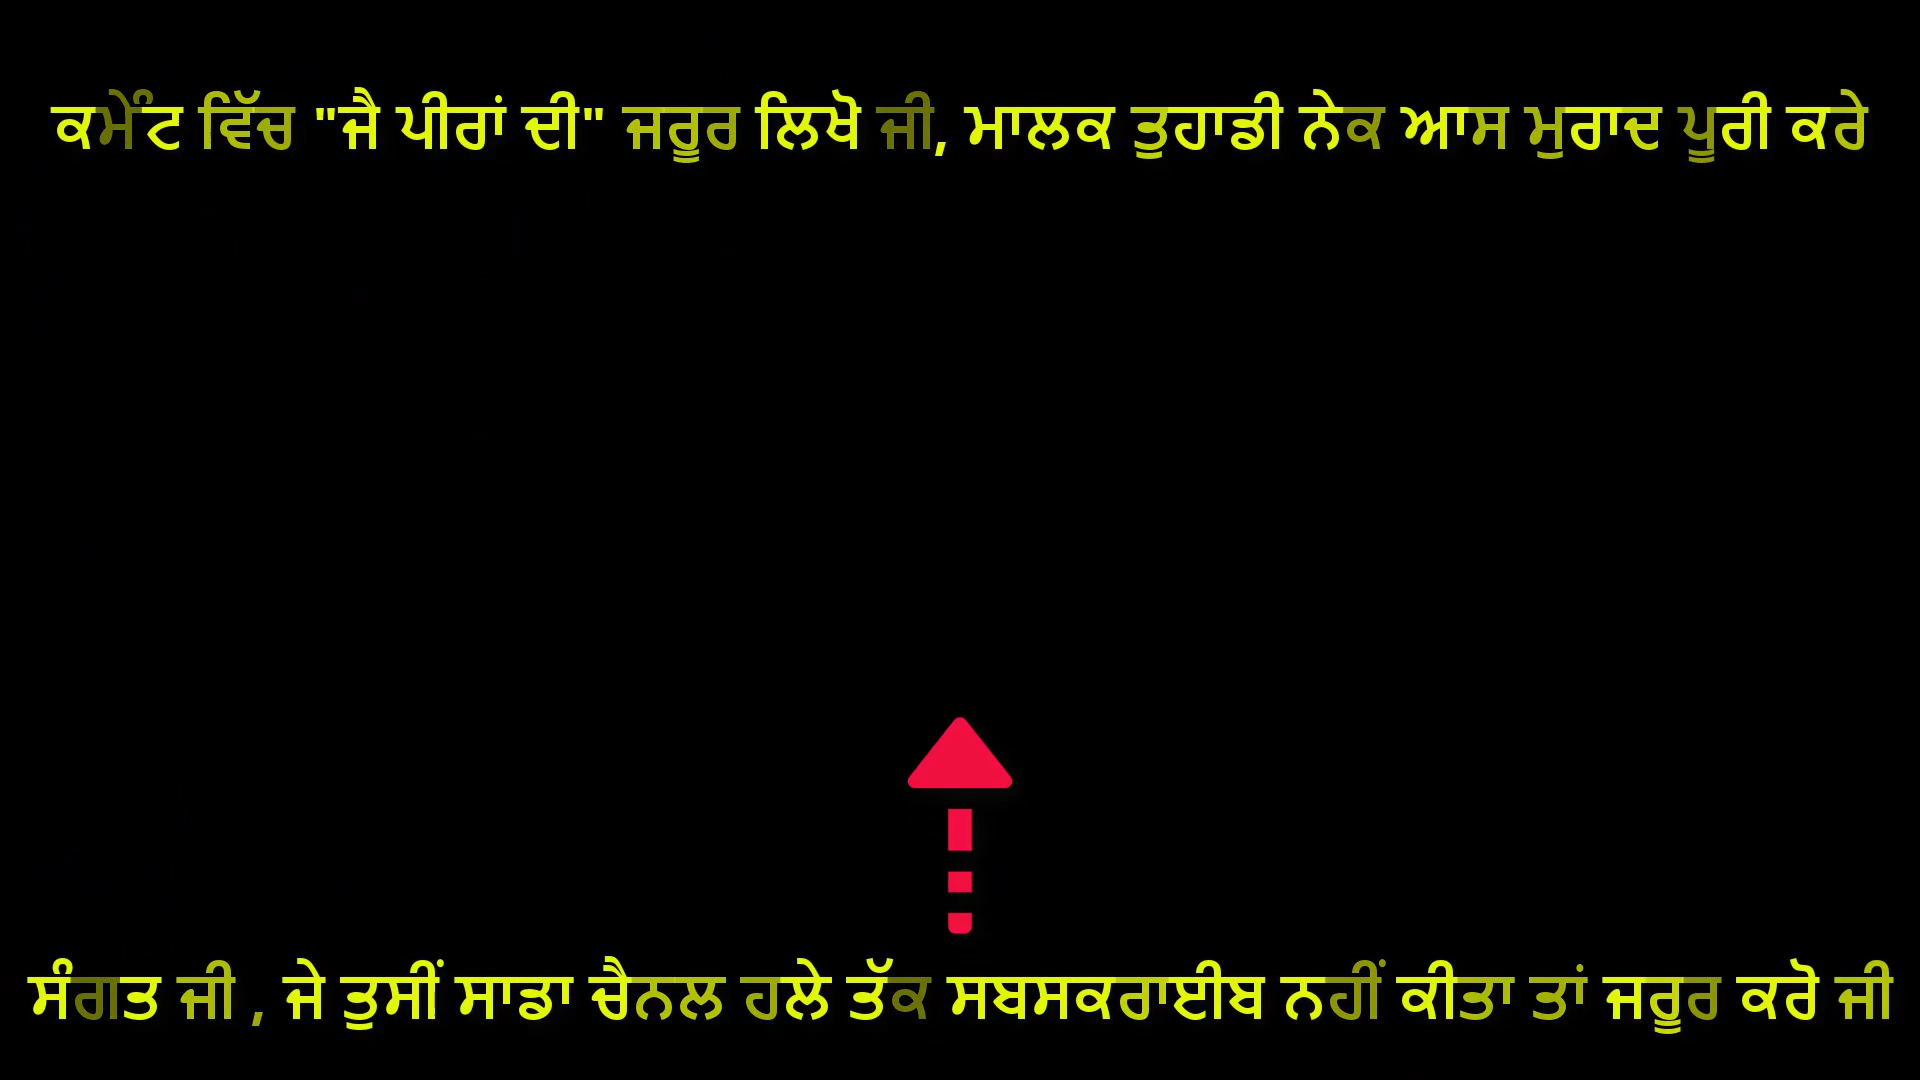 ਕਮੇੰਟ ਵਿੱਚ "ਜੈ ਪੀਰਾਂ ਦੀ" ਜਰੂਰ ਲਿਖੋ ਜੀ, ਮਾਲਕ ਤੁਹਾਡੀ ਨੇਕ ਆਸ ਮੁਰਾਦ ਪੂਰੀ ਕਰੇ
ਸੰਗਤ ਜੀ , ਜੇ ਤੁਸੀਂ ਸਾਡਾ ਚੈਨਲ ਹਲੇ ਤੱਕ ਸਬਸਕਰਾਈਬ ਨਹੀਂ ਕੀਤਾ ਤਾਂ ਜਰੂਰ ਕਰੋ ਜੀ